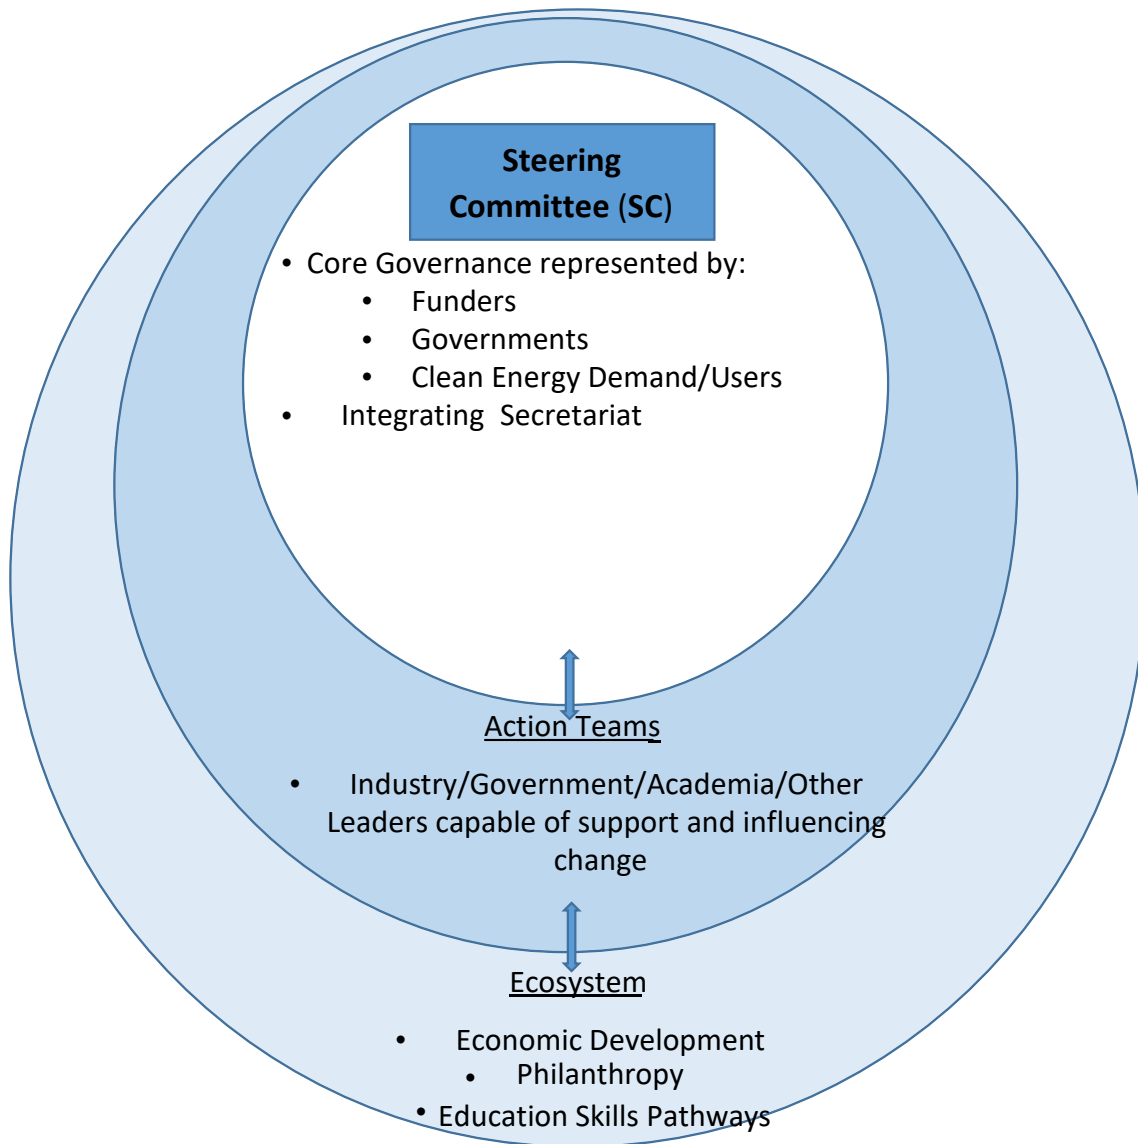 Steering
Committee (SC)
• Core Governance represented by:
• Funders
• Governments
• Clean Energy Demand/Users
• Integrating Secretariat
Action Teams
• Industry/Government/Academia/Other
Leaders capable of support and influencing
change
Ecosystem
• Economic Development
• Philanthropy
• Education Skills Pathways